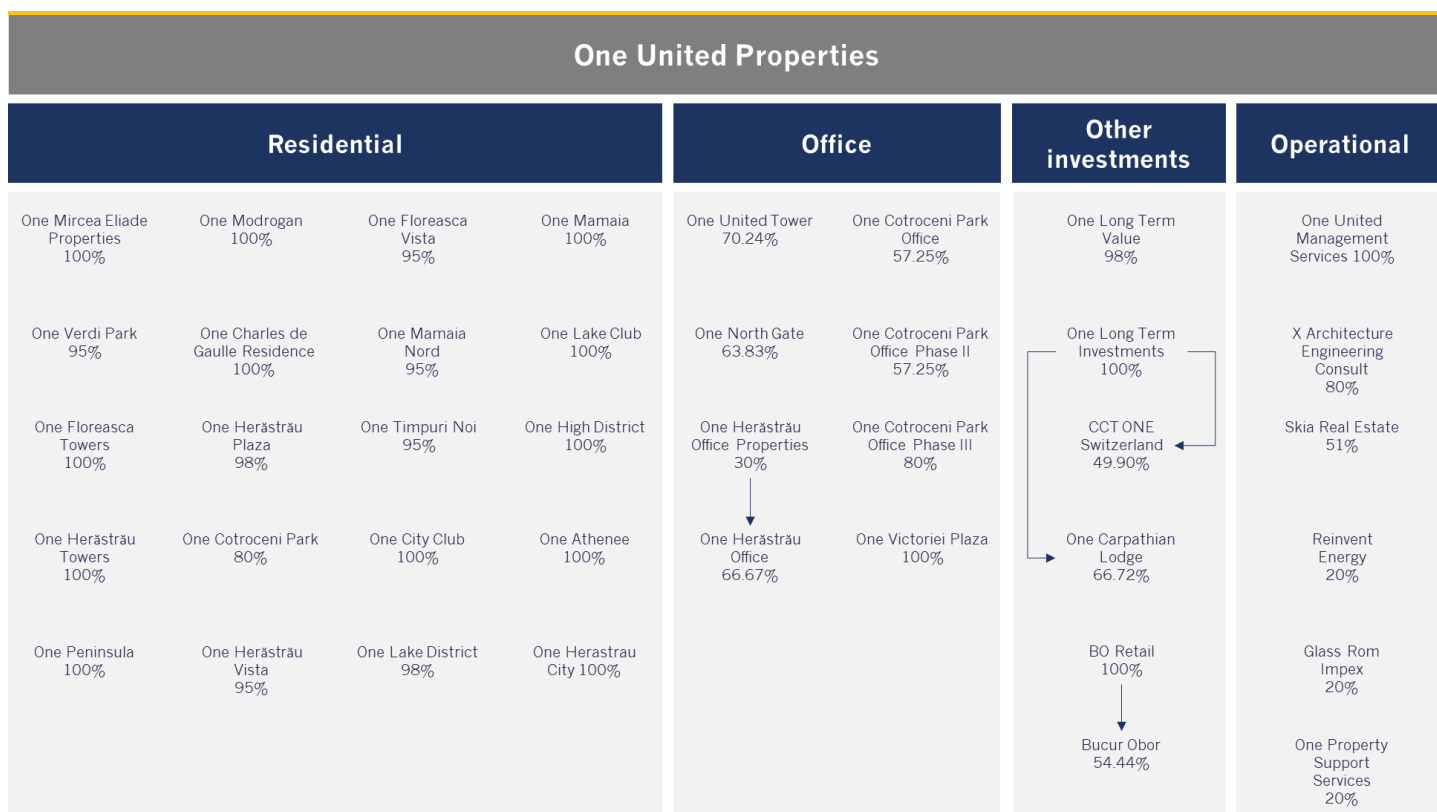 One United Properties
Residential
One Mircea Eliade
Properties
100%
One Modrogan
100%
One Floreasca
Vista
95%
One Mamaia
100%
One Verdi Park
95%
One Charles de
Gaulle Residence
100%
One Mamaia
Nord
95%
One Lake Club
100%
One Floreasca
Towers
100%
One Herăstrău
Plaza
98%
One Timpuri Noi
95%
One High District
100%
One Herăstrău
Towers
100%
One Cotroceni Park
80%
One City Club
100%
One Athenee
100%
One Peninsula
100%
One Herăstrău
Vista
95%
One Lake District
98%
One Herastrau
City 100%
Office
One United Tower
70.24%
One Cotroceni Park
Office
57.25%
One North Gate
63.83%
One Cotroceni Park
Office Phase II
57.25%
One Herăstrău
Office Properties
30%
One Cotroceni Park
Office Phase III
80%
One Herăstrău
Office
66.67%
One Victoriei Plaza
100%
Other
investments
One Long Term
Value
98%
One Long Term
Investments
100%
CCT ONE
Switzerland
49.90%
One Carpathian
Lodge
66.72%
BO Retail
100%
Bucur Obor
54.44%
Operational
One United
Management
Services 100%
X Architecture
Engineering
Consult
80%
Skia Real Estate
51%
Reinvent
Energy
20%
Glass Rom
Impex
20%
One Property
Support
Services
20%